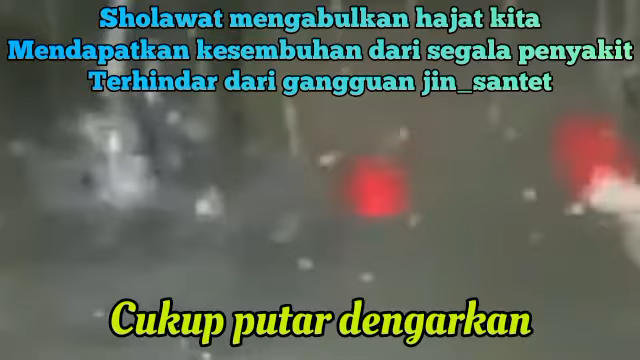 Sholawat mengabulkan hajat kita
Mendapatkan kesembuhan dari segala penyakit
Terhindar dari gangguan jin_santet
Cukup putar dengarkan